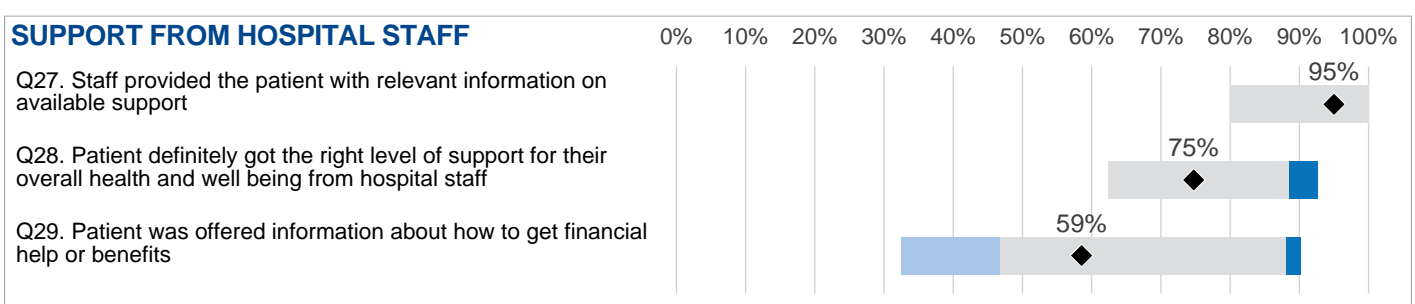 SUPPORT FROM HOSPITAL STAFF 0% 10% 20% 30% 40% 50% 60% 70% 80% 90% 100%
Q27. Staff provided the patient with relevant information on
available support
95%
Q28. Patient definitely got the right level of support for their
overall health and well being from hospital staff
75%
Q29. Patient was offered information about how to get financial
help or benefits
59%